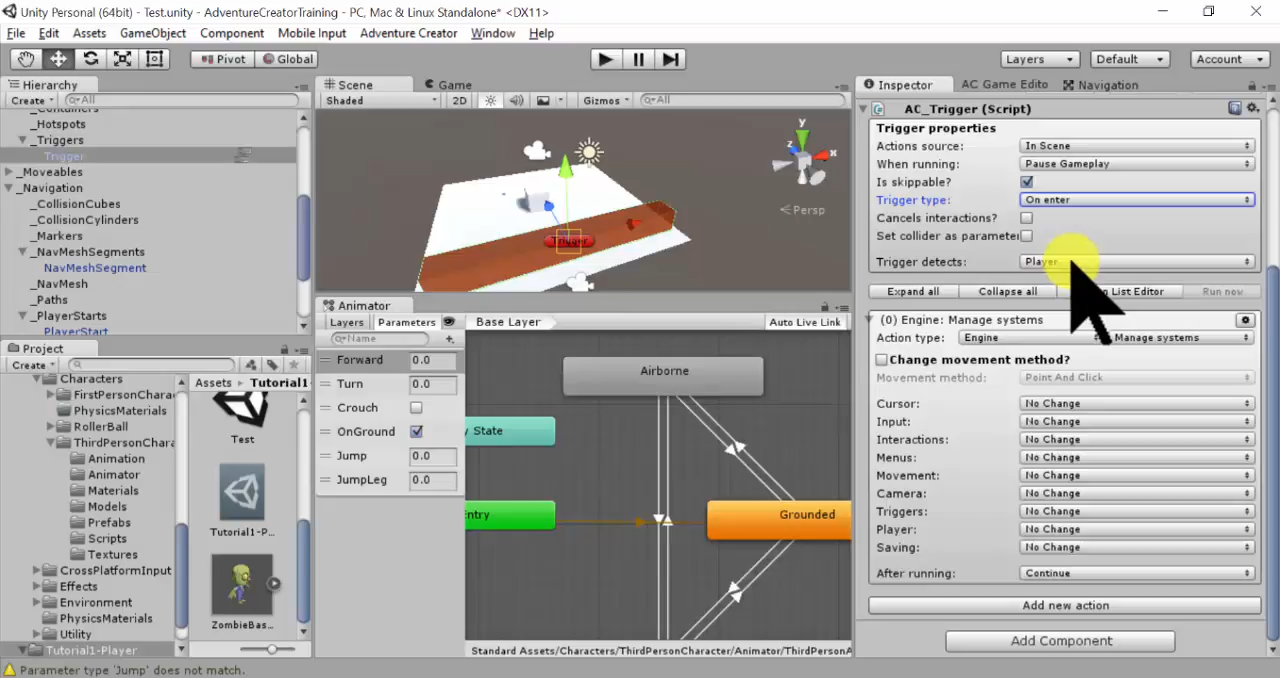 Unity Personal (64bit) - Test.unity - AdventureCreatorTraining - PC, Mac & Linux Standalone* <DX11>
File Edit Assets GameObject Component Mobile Input Adventure Creator Window Help
Pivot Global Layers Default Account
Hierarchy
Create All
_Hotspots
_Triggers
Trigger
_Moveables
_Navigation
_CollisionCubes
_CollisionCylinders
_Markers
_NavMeshSegments
NavMeshSegment
_NavMesh
_Paths
_PlayerStarts
PlayerStart
Scene Game
Shaded 2D Gizmos All
y
z x
Persp
Trigger
Animator
Layers Parameters Base Layer Auto Live Link
Name
Forward 0.0
Turn 0.0
Crouch
OnGround
Jump 0.0
JumpLeg 0.0
Airborne
y State
Entry
Grounded
Standard Assets/Characters/ThirdPersonCharacter/Animator/ThirdPersonA
Project
Create
Characters
FirstPersonChara
PhysicsMaterials
RollerBall
ThirdPersonChara
Animation
Animator
Materials
Models
Prefabs
Scripts
Textures
CrossPlatformInput
Effects
Environment
PhysicsMaterials
Utility
Tutorial1-Player
Assets Tutorial1
Test
Tutorial1-P...
ZombieBas...
Parameter type 'Jump' does not match.
Inspector AC Game Edito Navigation
AC_Trigger (Script)
Trigger properties
Actions source: In Scene
When running: Pause Gameplay
Is skippable?
Trigger type: On enter
Cancels interactions?
Set collider as parameter
Trigger detects: Player
Expand all Collapse all List Editor Run now
(0) Engine: Manage systems
Action type: Engine Manage systems
Change movement method?
Movement method: Point And Click
Cursor: No Change
Input: No Change
Interactions: No Change
Menus: No Change
Movement: No Change
Camera: No Change
Triggers: No Change
Player: No Change
Saving: No Change
After running: Continue
Add new action
Add Component